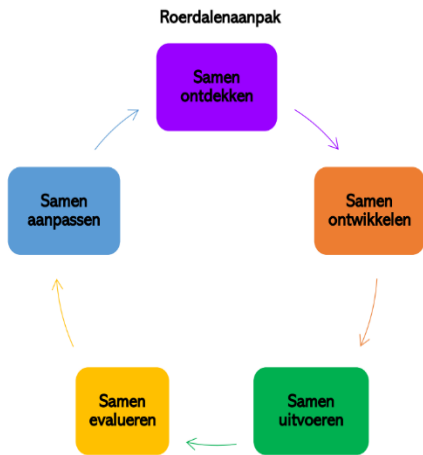 Roerdalenaanpak
Samen
ontdekken
Samen
ontwikkelen
Samen
uitvoeren
Samen
evalueren
Samen
aanpassen